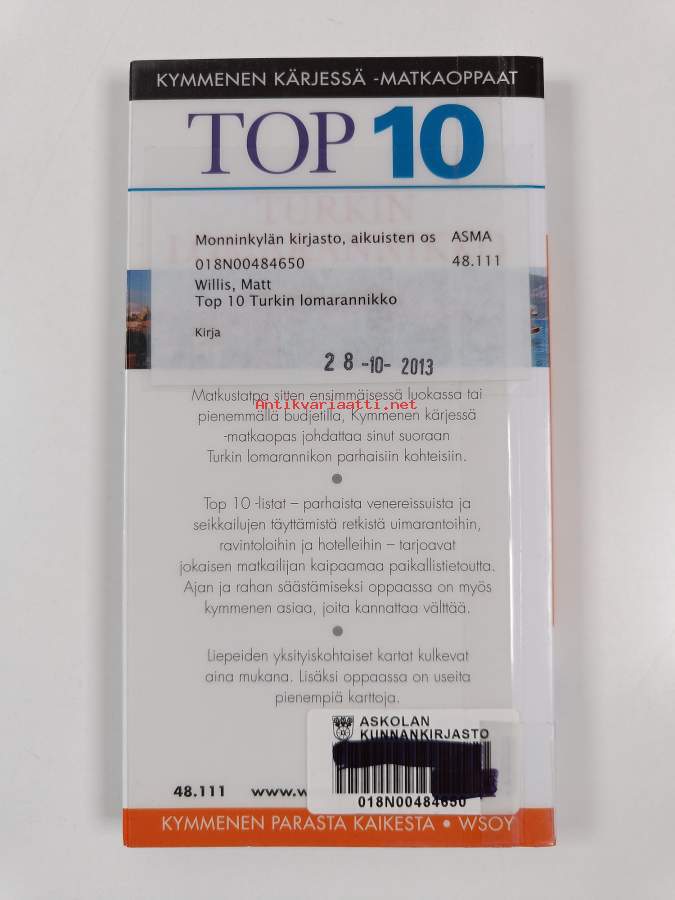 KYMMENEN KÄRJESSÄ -MATKAOPPAAT
TOP 10
TURKIN
Monninkylän kirjasto, aikuisten os ASMA
018N00484650 48.111
Willis, Matt
Top 10 Turkin lomarannikko
Kirja
28-10-2013
Matkustatpa sitten ensimmäisessä luokassa tai
Antikvariaatti.net
pienemmällä budjetilla, Kymmenen kärjessä
-matkaopas johdattaa sinut suoraan
Turkin lomarannikon parhaisiin kohteisiin.
●
Top 10 -listat – parhaista venereissuista ja
seikkailujen täyttämistä retkistä uimarantoihin,
ravintoloihin ja hotelleihin – tarjoavat
jokaisen matkailijan kaipaamaa paikallistietoutta.
Ajan ja rahan säästämiseksi oppaassa on myös
kymmenen asiaa, joita kannattaa välttää.
●
Liepeiden yksityiskohtaiset kartat kulkevat
aina mukana. Lisäksi oppaassa on useita
pienempiä karttoja.
ASKOLAN
KUNNANKIRJASTO
018N00484650
48.111 www.w
KYMMENEN PARASTA KAIKESTA • WSOY